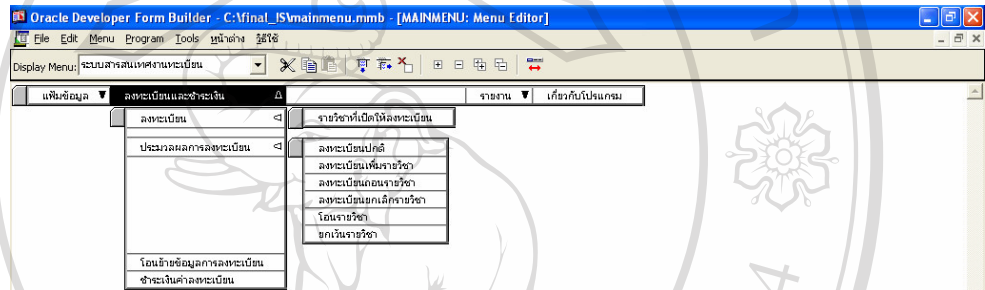 Oracle Developer Form Builder - C:\final_IS\mainmenu.mmb - [MAINMENU: Menu Editor]
File Edit Menu Program Tools หน้าต่าง วิธีใช้
Display Menu: ระบบสารสนเทศงานทะเบียน
แฟ้มข้อมูล ลงทะเบียนและชำระเงิน รายงาน เกี่ยวกับโปรแกรม
ลงทะเบียน รายวิชาที่เปิดให้ลงทะเบียน
ประมวลผลการลงทะเบียน ลงทะเบียนปกติ
ลงทะเบียนเพิ่มรายวิชา
ลงทะเบียนถอนรายวิชา
ลงทะเบียนยกเลิกรายวิชา
โอนรายวิชา
ยกเว้นรายวิชา
โอนย้ายข้อมูลการลงทะเบียน
ชำระเงินค่าลงทะเบียน